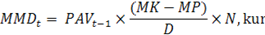 MMD_t = PAV_{t−1} × (MK − MP) / D × N, kur